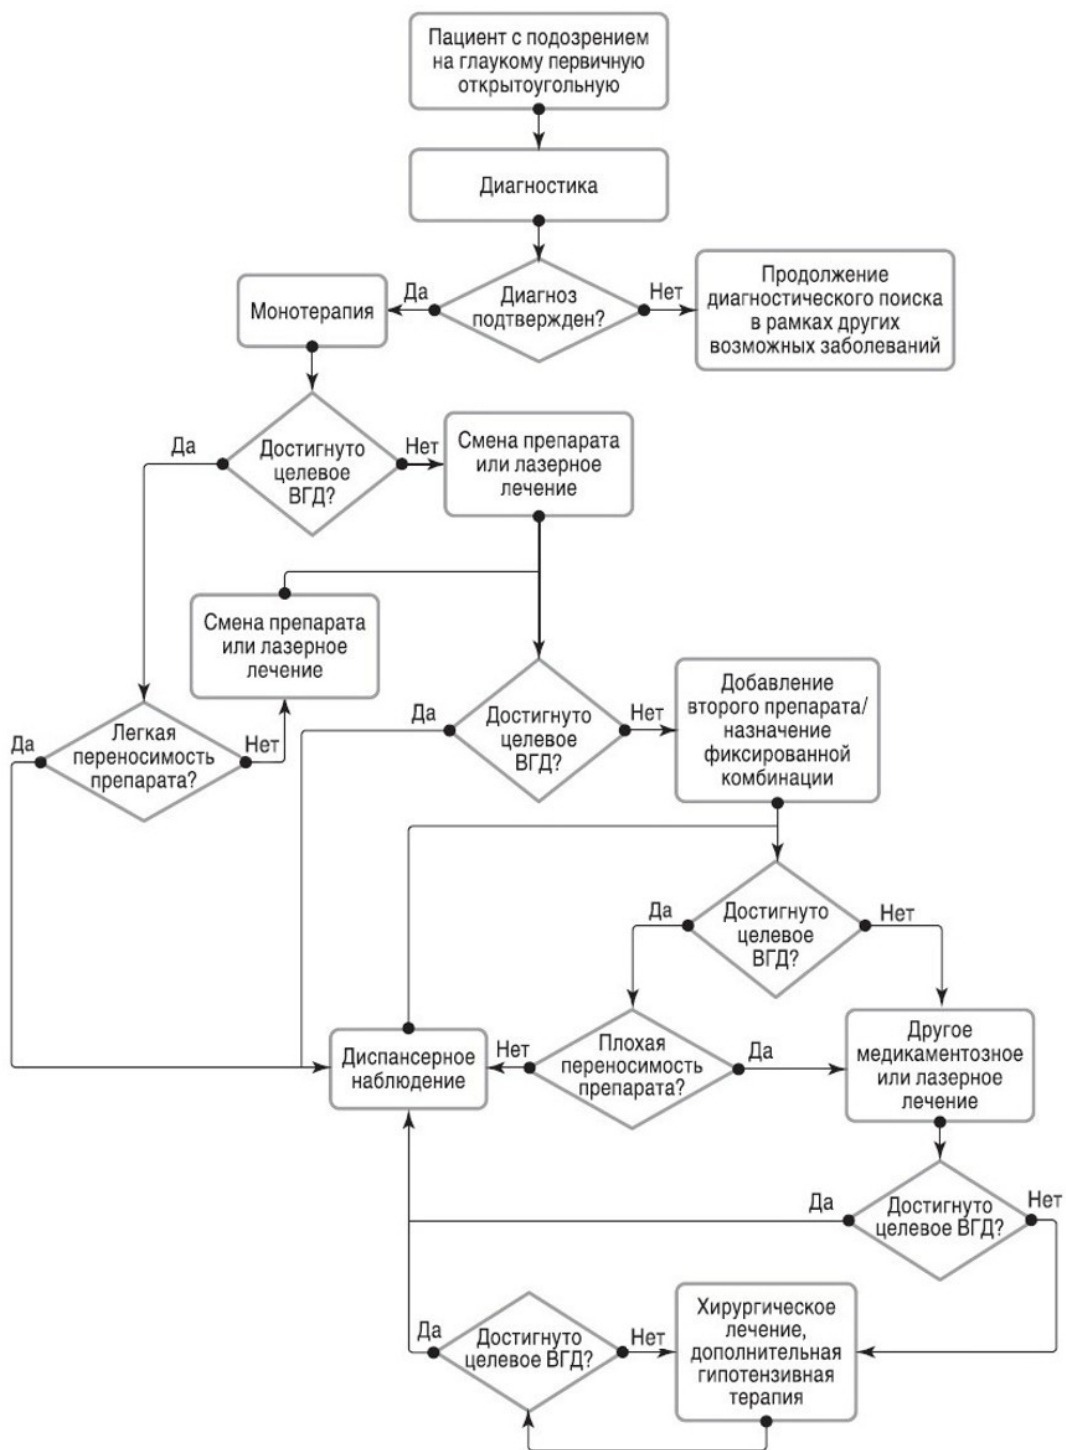 Пациент с подозрением
на глаукому первичную
открытоугольную
Диагностика
Диагноз
подтвержден?
Да
Нет
Монотерапия
Продолжение
диагностического поиска
в рамках других
возможных заболеваний
Достигнуто
целевое
ВГД?
Да
Нет
Смена препарата
или лазерное
лечение
Смена препарата
или лазерное
лечение
Легкая
переносимость
препарата?
Да
Нет
Достигнуто
целевое
ВГД?
Да
Нет
Добавление
второго препарата/
назначение
фиксированной
комбинации
Достигнуто
целевое
ВГД?
Да
Нет
Диспансерное
наблюдение
Нет
Плохая
переносимость
препарата?
Да
Другое
медикаментозное
или лазерное
лечение
Да
Достигнуто
целевое ВГД?
Нет
Да
Достигнуто
целевое ВГД?
Нет
Хирургическое
лечение,
дополнительная
гипотензивная
терапия